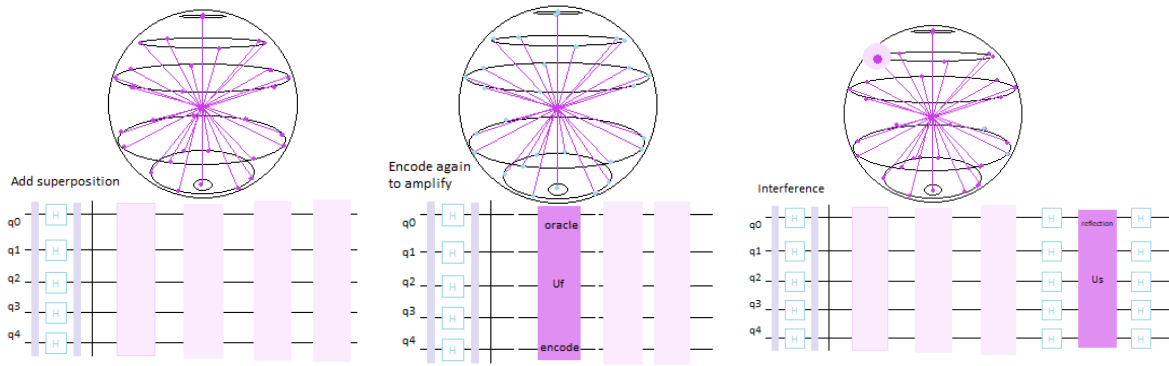 Add superposition
q0 H
q1 H
q2 H
q3 H
q4 H
Encode again
to amplify
q0 H oracle
q1 H
q2 H Uf
q3 H
q4 H encode
Interference
q0 H H reflection H
q1 H H H
q2 H H Us H
q3 H H H
q4 H H H